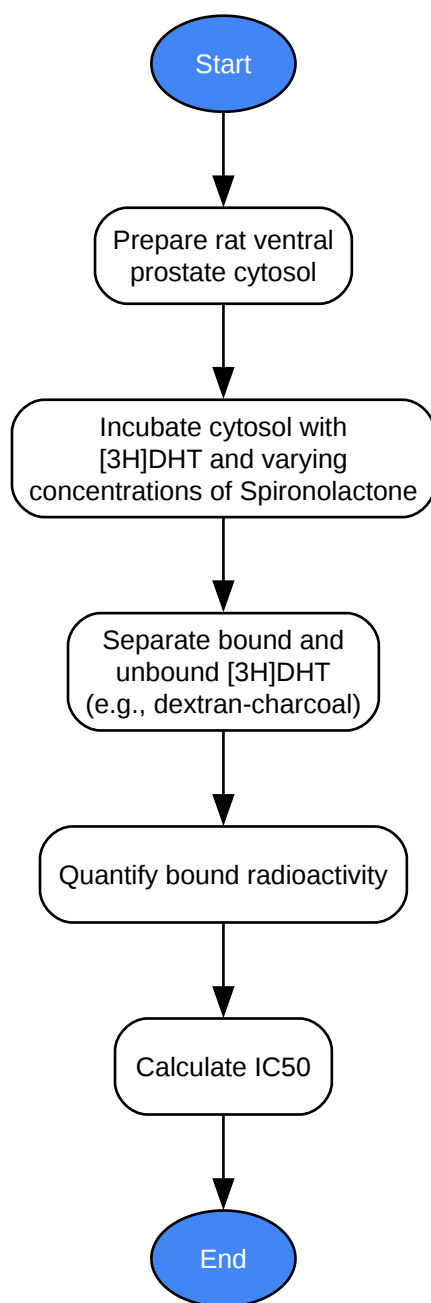 Start
Prepare rat ventral
prostate cytosol
Incubate cytosol with
[3H]DHT and varying
concentrations of Spironolactone
Separate bound and
unbound [3H]DHT
(e.g., dextran-charcoal)
Quantify bound radioactivity
Calculate IC50
End